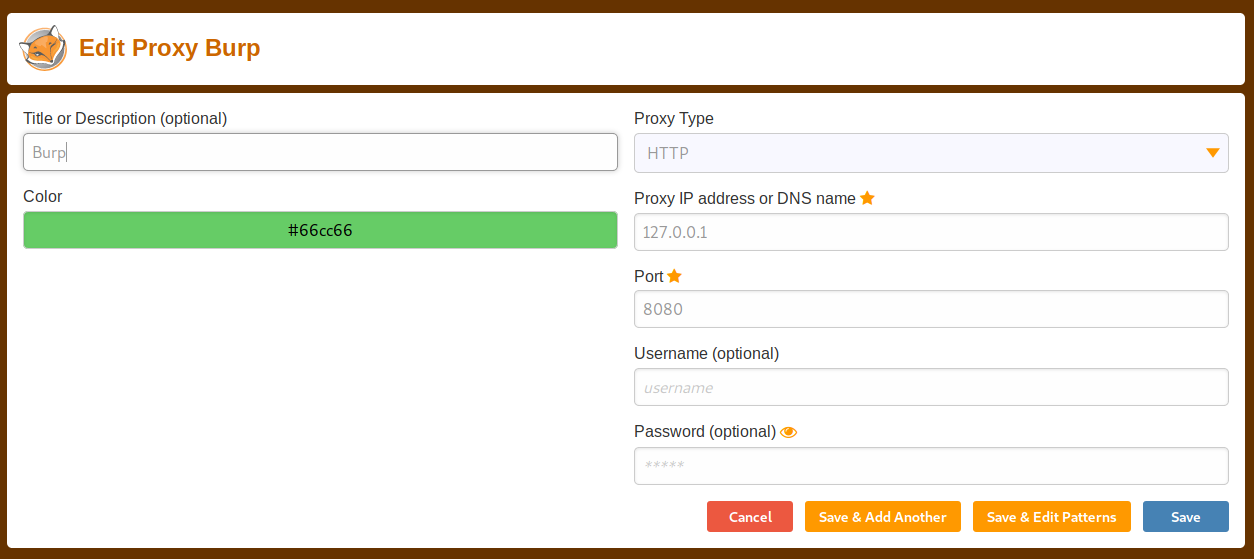 Edit Proxy Burp
Title or Description (optional)
Burp
Color
#66cc66
Proxy Type
HTTP
Proxy IP address or DNS name
127.0.0.1
Port
8080
Username (optional)
username
Password (optional)
*****
Cancel
Save & Add Another
Save & Edit Patterns
Save